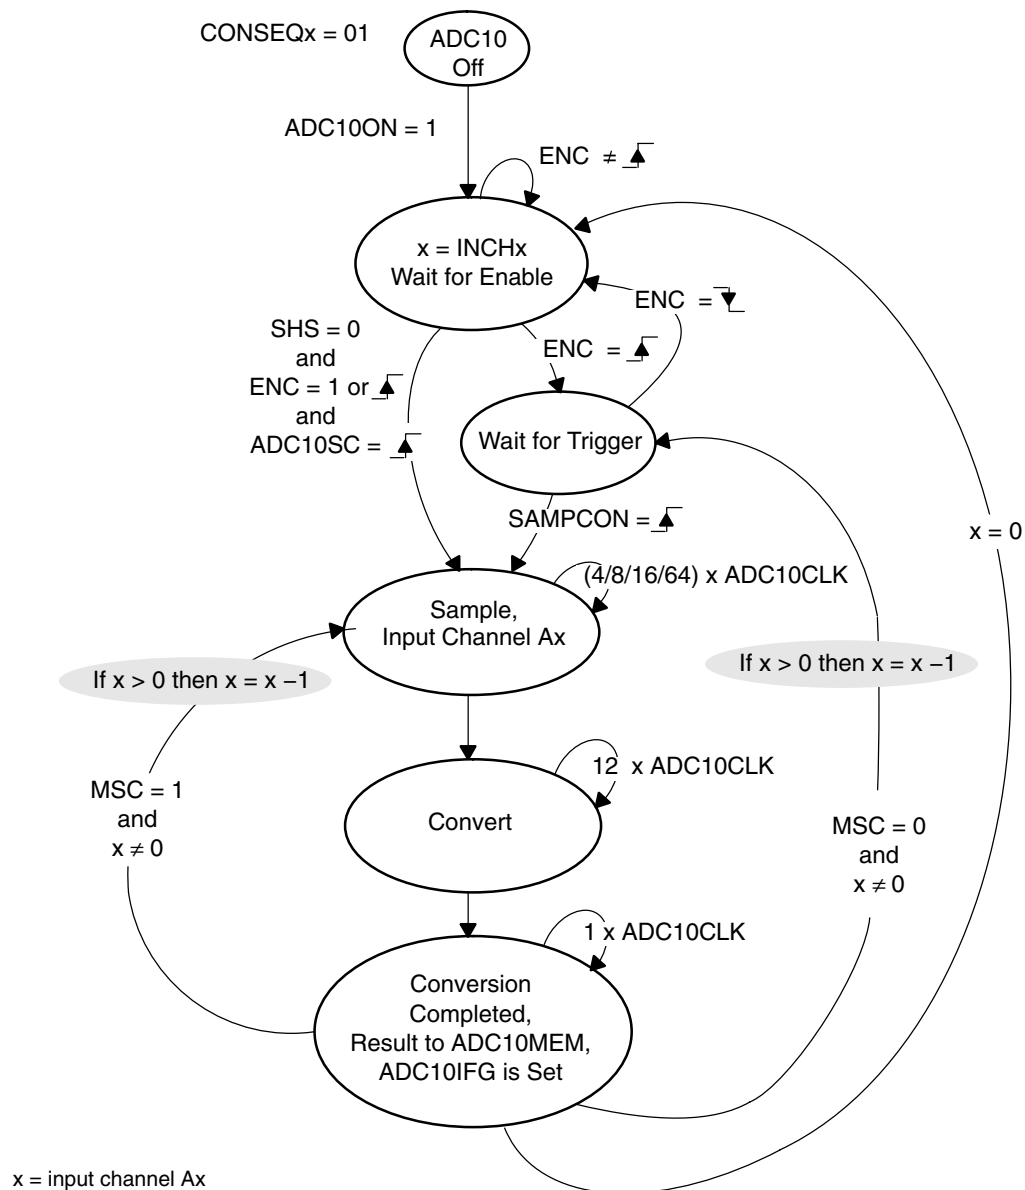 CONSEQx = 01
ADC10
Off
ADC10ON = 1
ENC ≠
x = INCHx
Wait for Enable
ENC =
SHS = 0
and
ENC = 1 or
and
ADC10SC =
ENC =
Wait for Trigger
SAMPCON =
x = 0
(4/8/16/64) x ADC10CLK
Sample,
Input Channel Ax
If x > 0 then x = x −1
If x > 0 then x = x −1
12 x ADC10CLK
MSC = 1
and
x ≠ 0
Convert
MSC = 0
and
x ≠ 0
1 x ADC10CLK
Conversion
Completed,
Result to ADC10MEM,
ADC10IFG is Set
x = input channel Ax